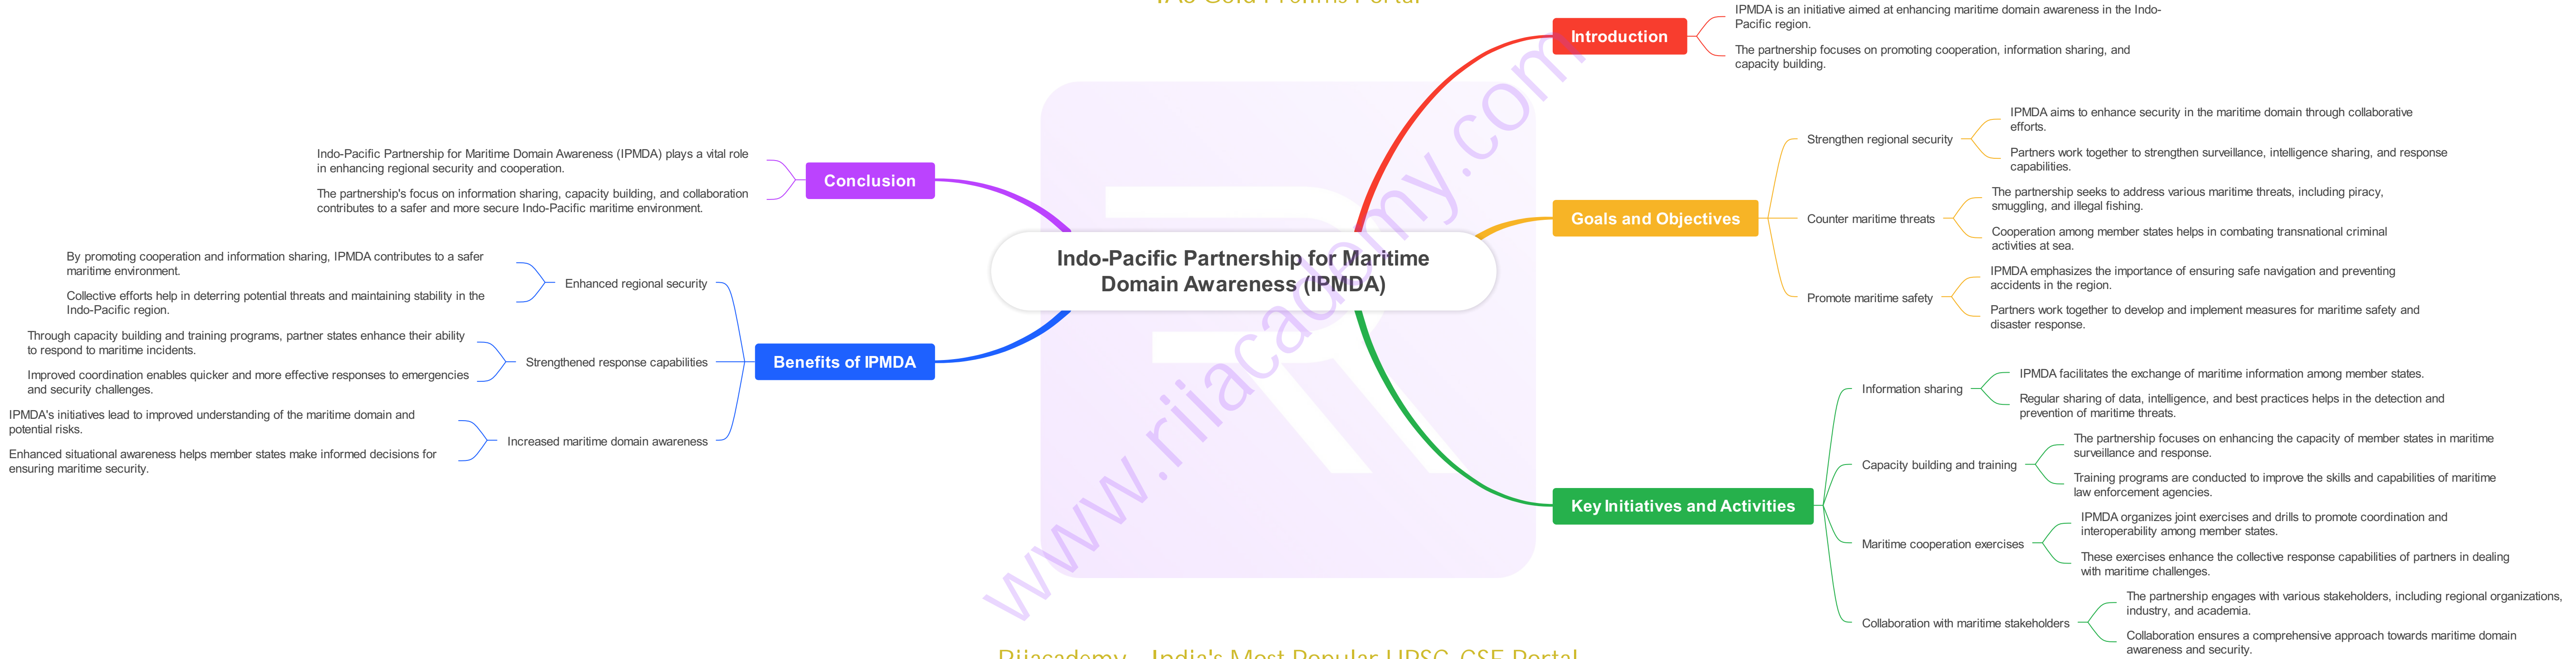 IAS Gold Prelims Portal
Introduction
IPMDA is an initiative aimed at enhancing maritime domain awareness in the Indo-
Pacific region.
The partnership focuses on promoting cooperation, information sharing, and
capacity building.
Goals and Objectives
Strengthen regional security
IPMDA aims to enhance security in the maritime domain through collaborative
efforts.
Partners work together to strengthen surveillance, intelligence sharing, and response
capabilities.
Counter maritime threats
The partnership seeks to address various maritime threats, including piracy,
smuggling, and illegal fishing.
Cooperation among member states helps in combating transnational criminal
activities at sea.
Promote maritime safety
IPMDA emphasizes the importance of ensuring safe navigation and preventing
accidents in the region.
Partners work together to develop and implement measures for maritime safety and
disaster response.
Indo-Pacific Partnership for Maritime
Domain Awareness (IPMDA)
Key Initiatives and Activities
Information sharing
IPMDA facilitates the exchange of maritime information among member states.
Regular sharing of data, intelligence, and best practices helps in the detection and
prevention of maritime threats.
Capacity building and training
The partnership focuses on enhancing the capacity of member states in maritime
surveillance and response.
Training programs are conducted to improve the skills and capabilities of maritime
law enforcement agencies.
Maritime cooperation exercises
IPMDA organizes joint exercises and drills to promote coordination and
interoperability among member states.
These exercises enhance the collective response capabilities of partners in dealing
with maritime challenges.
Collaboration with maritime stakeholders
The partnership engages with various stakeholders, including regional organizations,
industry, and academia.
Collaboration ensures a comprehensive approach towards maritime domain
awareness and security.
Benefits of IPMDA
Enhanced regional security
By promoting cooperation and information sharing, IPMDA contributes to a safer
maritime environment.
Collective efforts help in deterring potential threats and maintaining stability in the
Indo-Pacific region.
Strengthened response capabilities
Through capacity building and training programs, partner states enhance their ability
to respond to maritime incidents.
Improved coordination enables quicker and more effective responses to emergencies
and security challenges.
Increased maritime domain awareness
IPMDA's initiatives lead to improved understanding of the maritime domain and
potential risks.
Enhanced situational awareness helps member states make informed decisions for
ensuring maritime security.
Conclusion
Indo-Pacific Partnership for Maritime Domain Awareness (IPMDA) plays a vital role
in enhancing regional security and cooperation.
The partnership's focus on information sharing, capacity building, and collaboration
contributes to a safer and more secure Indo-Pacific maritime environment.
www.rijiacademy.com
Rijiacademy - India's Most Popular UPSC-CSE Portal